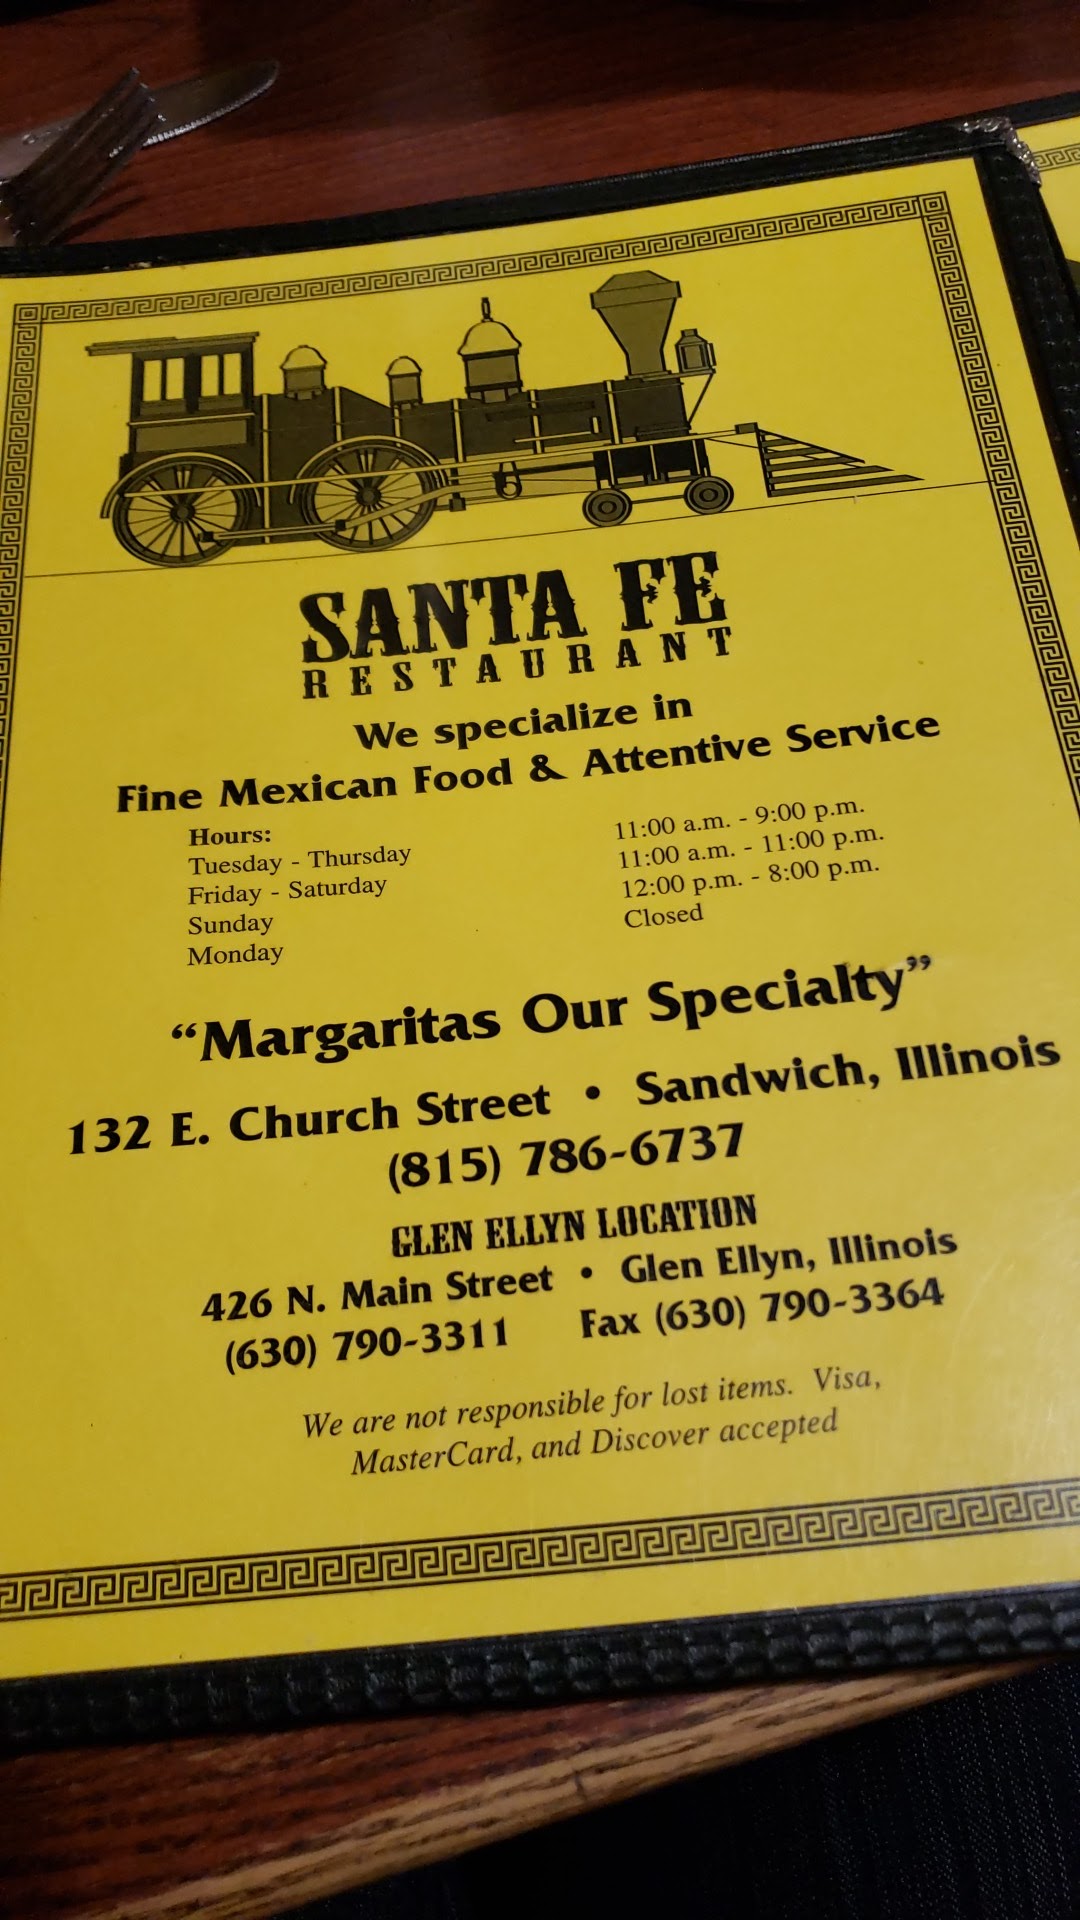 SANTA FE
RESTAURANT
We specialize in
Fine Mexican Food & Attentive Service
Hours:
Tuesday - Thursday 11:00 a.m. - 9:00 p.m.
Friday - Saturday 11:00 a.m. - 11:00 p.m.
Sunday 12:00 p.m. - 8:00 p.m.
Monday Closed
“Margaritas Our Specialty”
132 E. Church Street • Sandwich, Illinois
(815) 786-6737
GLEN ELLYN LOCATION
426 N. Main Street • Glen Ellyn, Illinois
(630) 790-3311 Fax (630) 790-3364
We are not responsible for lost items. Visa,
MasterCard, and Discover accepted